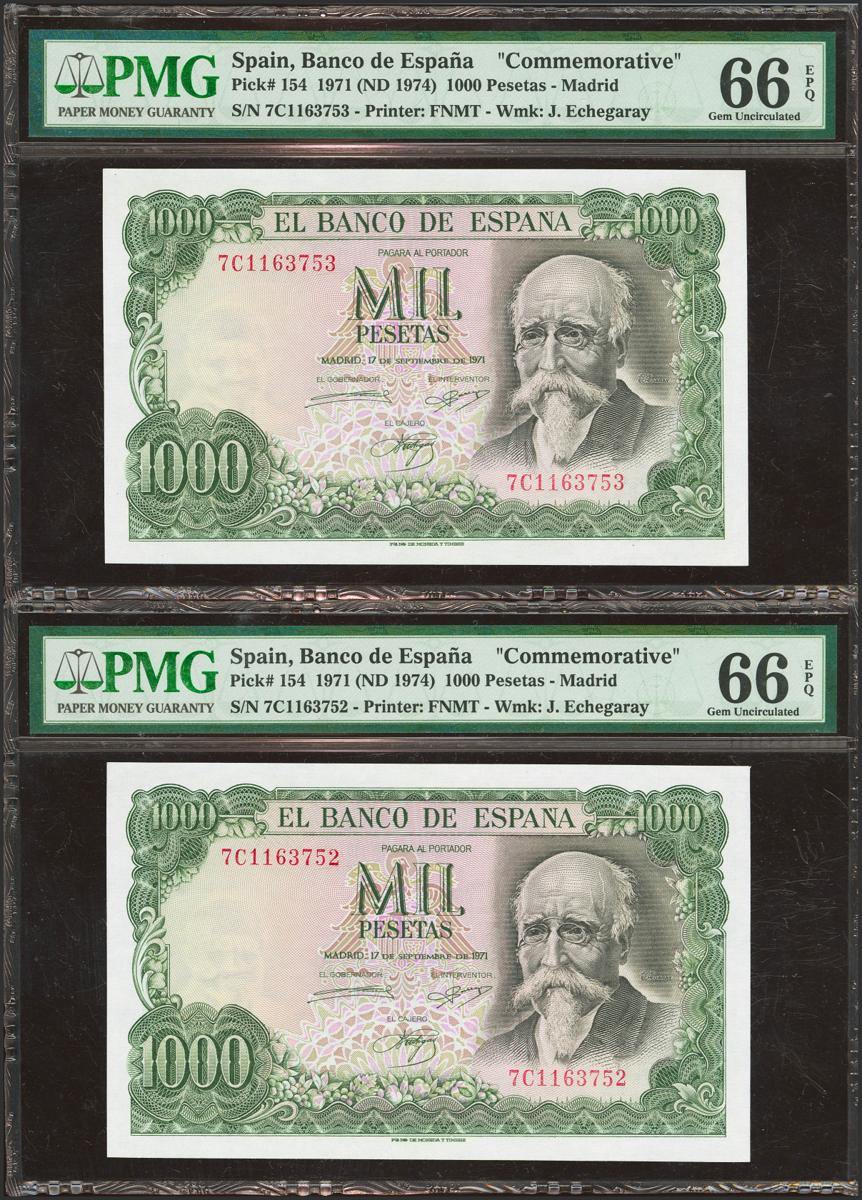 PMG
PAPER MONEY GUARANTY
Spain, Banco de España "Commemorative"
Pick# 154 1971 (ND 1974) 1000 Pesetas - Madrid
S/N 7C1163753 - Printer: FNMT - Wmk: J. Echegaray
66 EPQ
Gem Uncirculated
1000 EL BANCO DE ESPAÑA 1000
PAGARA AL PORTADOR
7C1163753
MIL
PESETAS
MADRID, 17 DE SEPTIEMBRE DE 1971
EL GOBERNADOR EL INTERVENTOR
EL CAJERO
1000
7C1163753
PMG
PAPER MONEY GUARANTY
Spain, Banco de España "Commemorative"
Pick# 154 1971 (ND 1974) 1000 Pesetas - Madrid
S/N 7C1163752 - Printer: FNMT - Wmk: J. Echegaray
66 EPQ
Gem Uncirculated
1000 EL BANCO DE ESPAÑA 1000
PAGARA AL PORTADOR
7C1163752
MIL
PESETAS
MADRID, 17 DE SEPTIEMBRE DE 1971
EL GOBERNADOR EL INTERVENTOR
EL CAJERO
1000
7C1163752